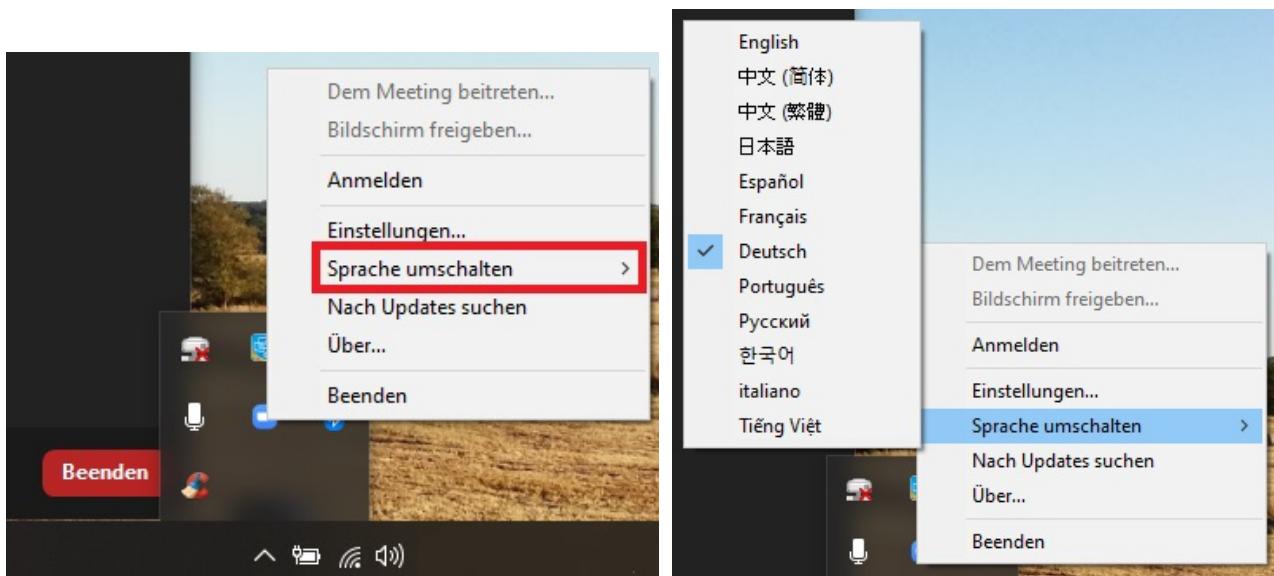 Dem Meeting beitreten...
Bildschirm freigeben...
Anmelden
Einstellungen...
Sprache umschalten
Nach Updates suchen
Über...
Beenden
Beenden
English
中文 (简体)
中文 (繁體)
日本語
Español
Français
Deutsch
Português
Русский
한국어
italiano
Tiếng Việt
Dem Meeting beitreten...
Bildschirm freigeben...
Anmelden
Einstellungen...
Sprache umschalten
Nach Updates suchen
Über...
Beenden